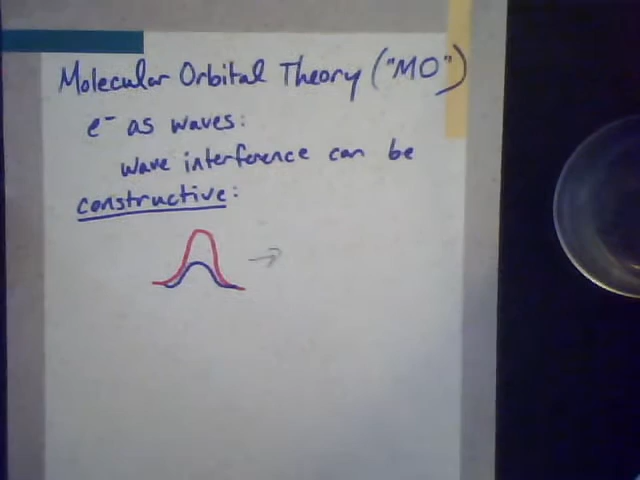 Molecular Orbital Theory ("MO")
e⁻ as waves:
wave interference can be
constructive: